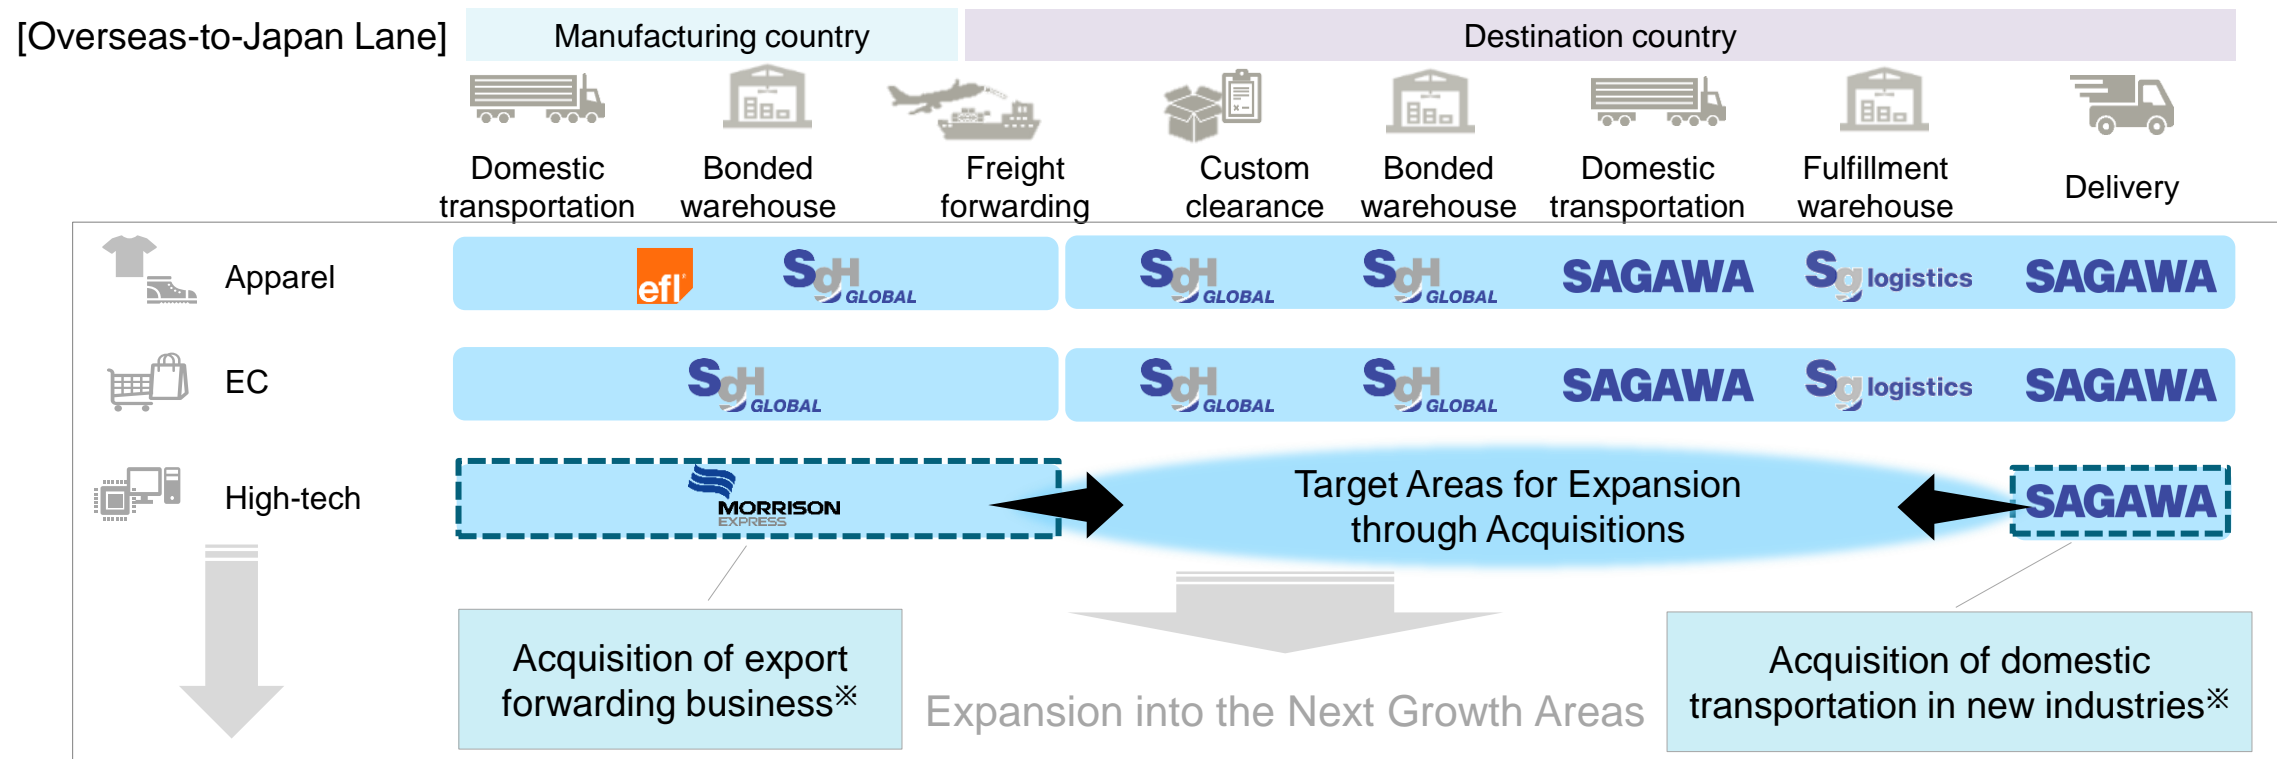 [Overseas-to-Japan Lane]
Manufacturing country
Destination country
Domestic
transportation
Bonded
warehouse
Freight
forwarding
Custom
clearance
Bonded
warehouse
Domestic
transportation
Fulfillment
warehouse
Delivery
Apparel
efl
SGH
GLOBAL
SGH
GLOBAL
SGH
GLOBAL
SAGAWA
Sg logistics
SAGAWA
EC
SGH
GLOBAL
SGH
GLOBAL
SGH
GLOBAL
SAGAWA
Sg logistics
SAGAWA
High-tech
MORRISON
EXPRESS
Target Areas for Expansion
through Acquisitions
SAGAWA
Acquisition of export
forwarding business※
Expansion into the Next Growth Areas
Acquisition of domestic
transportation in new industries※